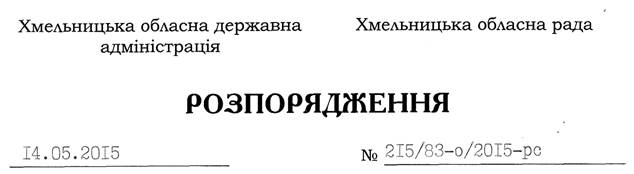 Хмельницька обласна державна адміністрація
Хмельницька обласна рада
РОЗПОРЯДЖЕННЯ
14.05.2015
№ 215/83-о/2015-рс